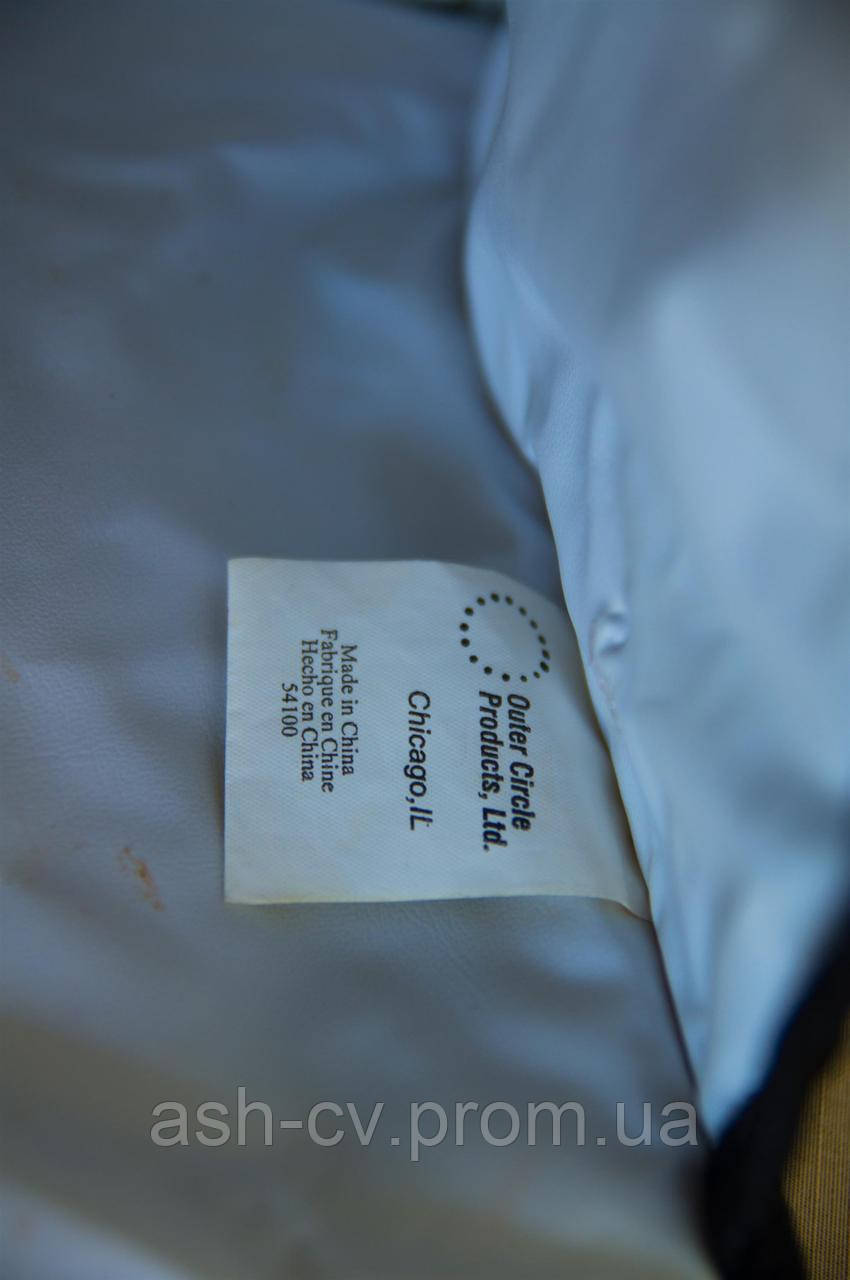 Outer Circle
Products, Ltd.
Chicago, IL
Made in China
Fabrique en Chine
Hecho en China
54100
ash-cv.prom.ua